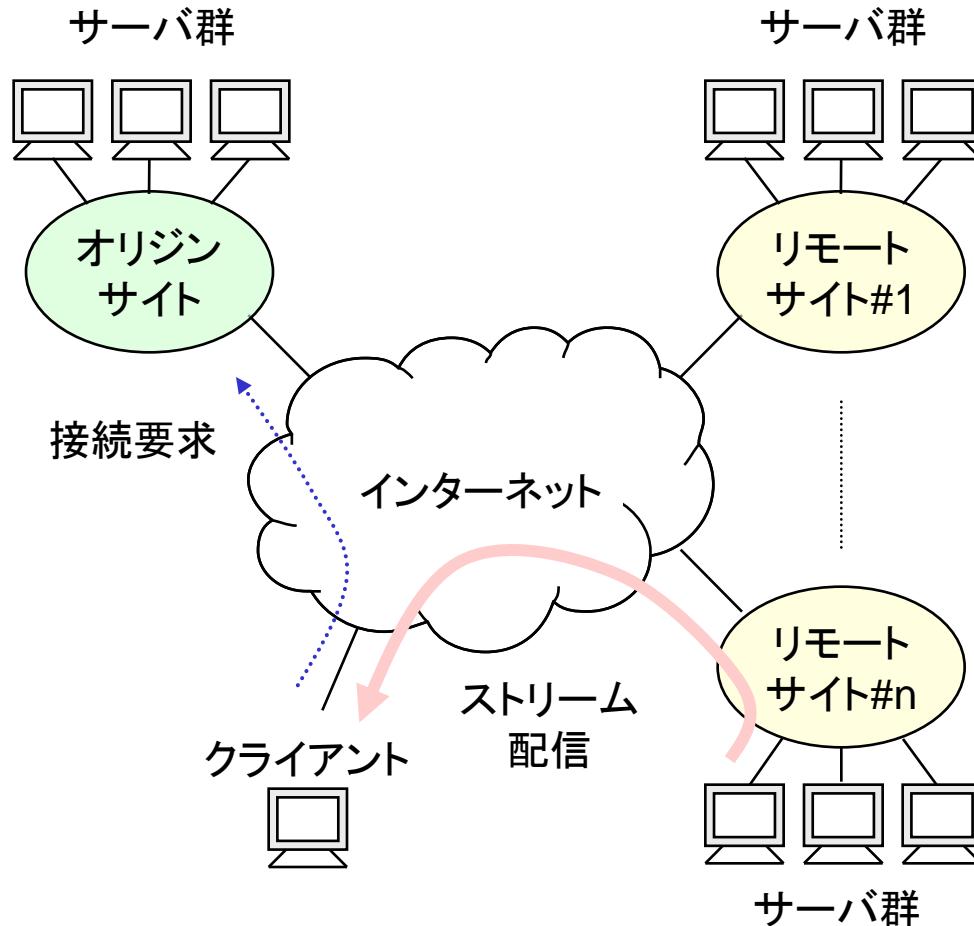 サーバ群
サーバ群
オリジン
サイト
リモート
サイト#1
接続要求
インターネット
リモート
サイト#n
ストリーム
配信
クライアント
サーバ群